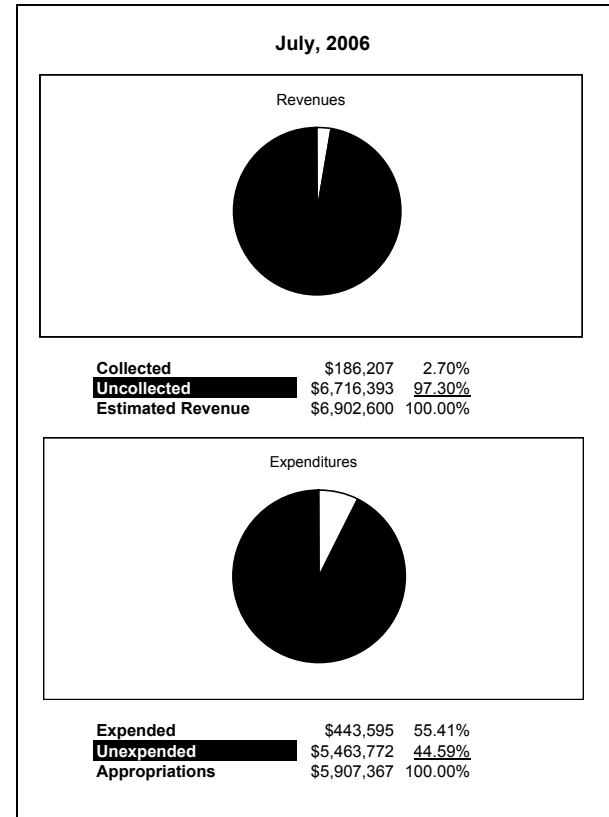 July, 2006
Revenues
Collected $186,207 2.70%
Uncollected $6,716,393 97.30%
Estimated Revenue $6,902,600 100.00%
Expenditures
Expended $443,595 55.41%
Unexpended $5,463,772 44.59%
Appropriations $5,907,367 100.00%